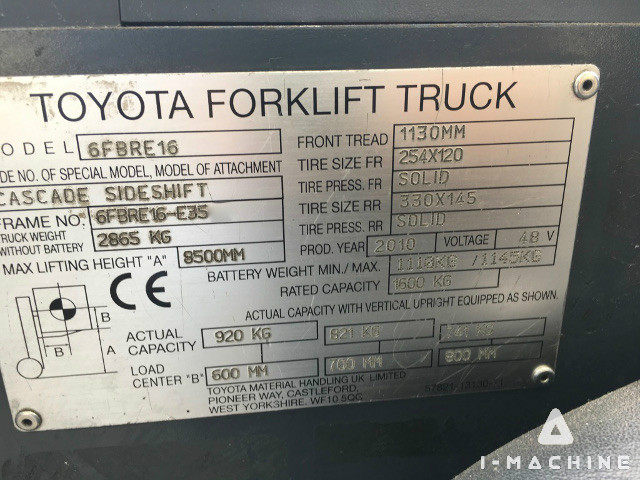 TOYOTA FORKLIFT TRUCK
MODEL 6FBRE16
DE NO. OF SPECIAL MODEL, MODEL OF ATTACHMENT
CASCADE SIDESHIFT
FRAME NO. 6FBRE16-E35
TRUCK WEIGHT WITHOUT BATTERY 2865 KG
MAX LIFTING HEIGHT "A" 8500MM
FRONT TREAD 1130MM
TIRE SIZE FR 254X120
TIRE PRESS. FR SOLID
TIRE SIZE RR 330X145
TIRE PRESS. RR SOLID
PROD. YEAR 2010 VOLTAGE 48 V
BATTERY WEIGHT MIN./ MAX. 1110KG /1145KG
RATED CAPACITY 1600 KG
ACTUAL CAPACITY WITH VERTICAL UPRIGHT EQUIPPED AS SHOWN.
CE
B
B
A
ACTUAL CAPACITY 920 KG 821 KG KG
LOAD CENTER "B" 600 MM 700 MM 800 MM
TOYOTA MATERIAL HANDLING UK LIMITED
PIONEER WAY, CASTLEFORD,
WEST YORKSHIRE. WF10 5QG
I-MACHINE